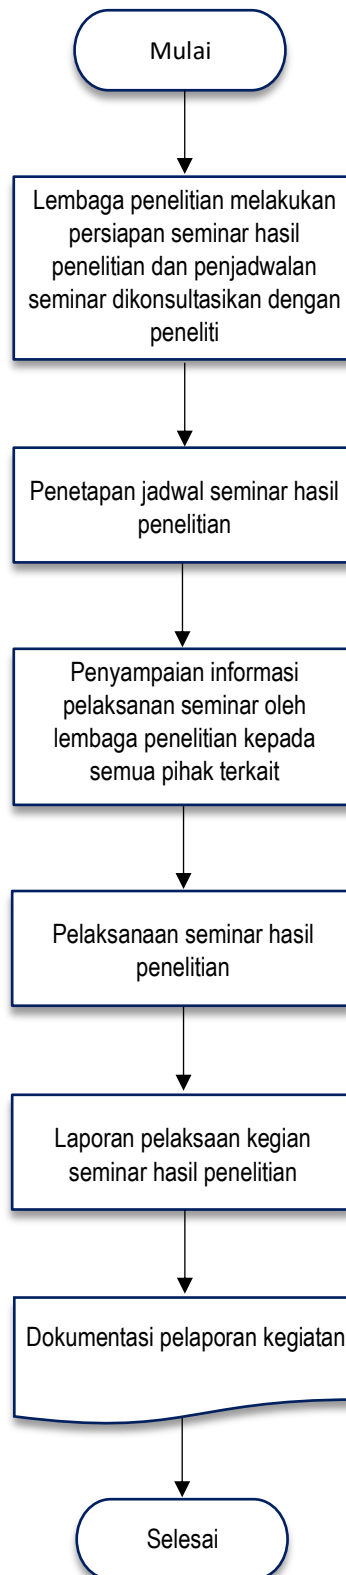 Mulai
Lembaga penelitian melakukan
persiapan seminar hasil
penelitian dan penjadwalan
seminar dikonsultasikan dengan
peneliti
Penetapan jadwal seminar hasil
penelitian
Penyampaian informasi
pelaksanan seminar oleh
lembaga penelitian kepada
semua pihak terkait
Pelaksanaan seminar hasil
penelitian
Laporan pelaksaan kegian
seminar hasil penelitian
Dokumentasi pelaporan kegiatan
Selesai